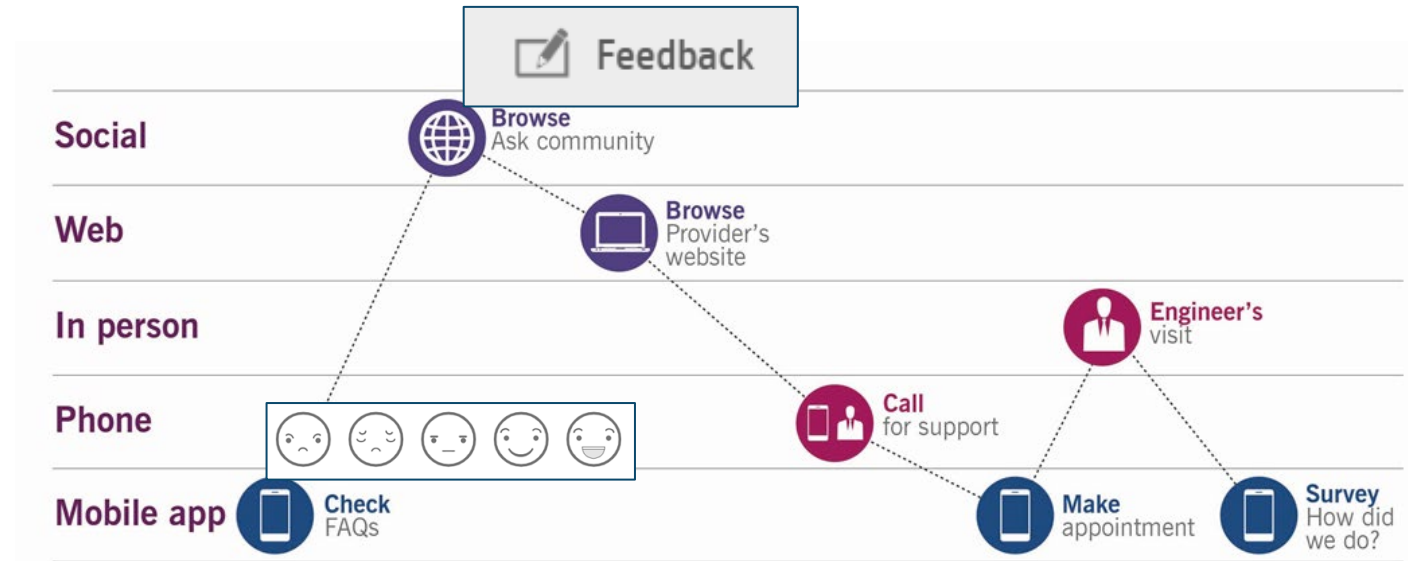 Feedback
Social
Browse
Ask community
Web
Browse
Provider's
website
In person
Engineer's
visit
Phone
Call
for support
Mobile app
Check
FAQs
Make
appointment
Survey
How did
we do?